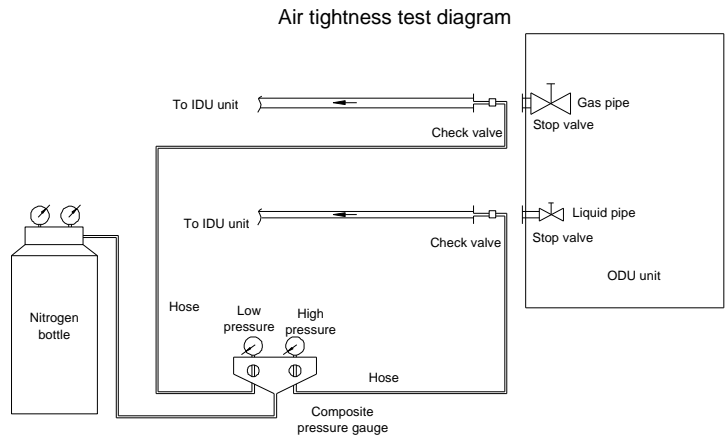 Air tightness test diagram
To IDU unit
Gas pipe
Check valve
Stop valve
To IDU unit
Liquid pipe
Check valve
Stop valve
ODU unit
Nitrogen
bottle
Hose
Low
pressure
High
pressure
Hose
Composite
pressure gauge